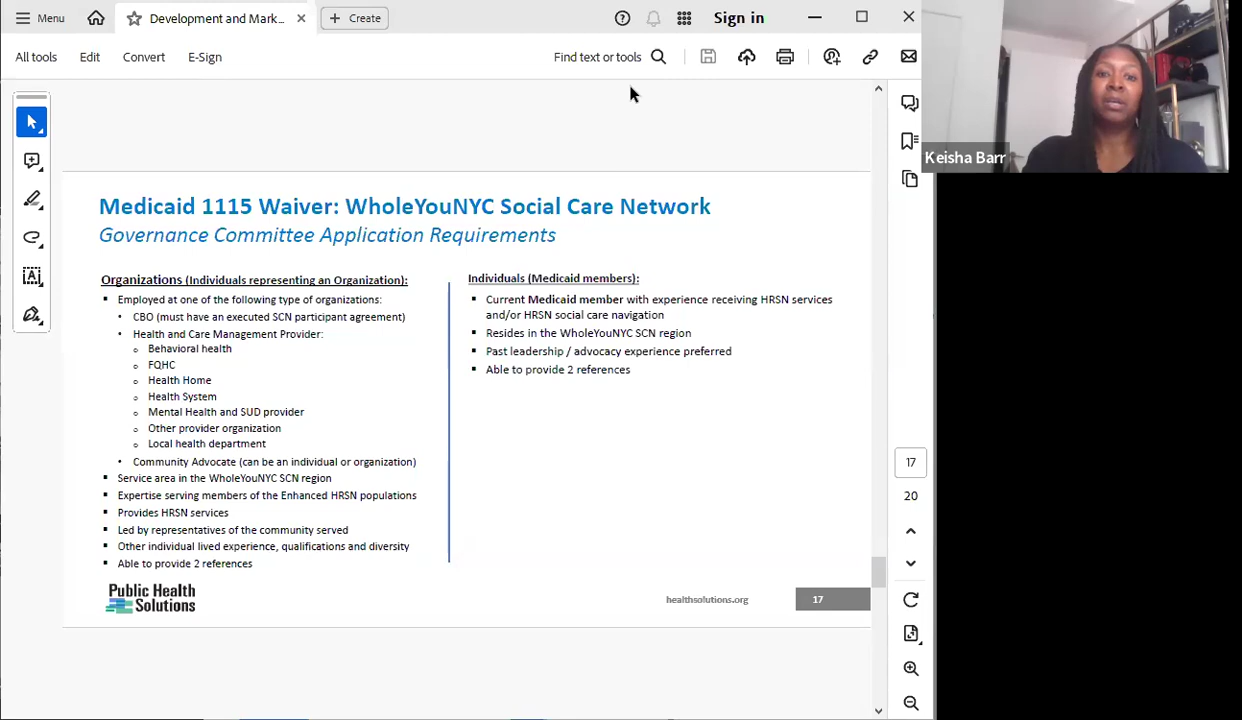 Menu
Development and Mark...
Create
Sign in
All tools
Edit
Convert
E-Sign
Find text or tools
Keisha Barr
Medicaid 1115 Waiver: WholeYouNYC Social Care Network
Governance Committee Application Requirements
Organizations (Individuals representing an Organization):
Employed at one of the following type of organizations:
CBO (must have an executed SCN participant agreement)
Health and Care Management Provider:
Behavioral health
FQHC
Health Home
Health System
Mental Health and SUD provider
Other provider organization
Local health department
Community Advocate (can be an individual or organization)
Service area in the WholeYouNYC SCN region
Expertise serving members of the Enhanced HRSN populations
Provides HRSN services
Led by representatives of the community served
Other individual lived experience, qualifications and diversity
Able to provide 2 references
Individuals (Medicaid members):
Current Medicaid member with experience receiving HRSN services
and/or HRSN social care navigation
Resides in the WholeYouNYC SCN region
Past leadership / advocacy experience preferred
Able to provide 2 references
Public Health
Solutions
healthsolutions.org
17
17
20